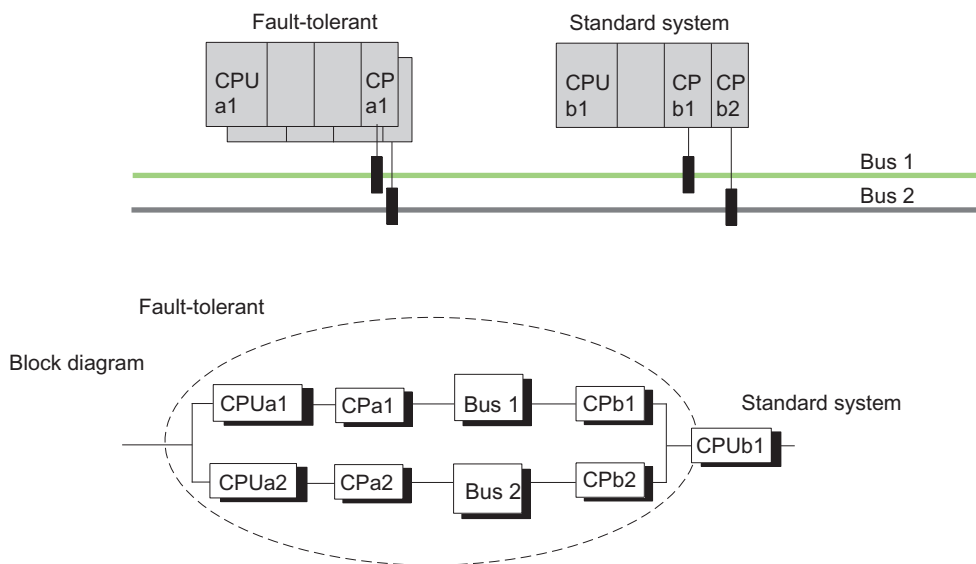 Fault-tolerant
Standard system
CPU
a1
CP
a1
CPU
b1
CP
b1
CP
b2
Bus 1
Bus 2
Fault-tolerant
Block diagram
CPUa1
CPa1
Bus 1
CPb1
Standard system
CPUb1
CPUa2
CPa2
Bus 2
CPb2